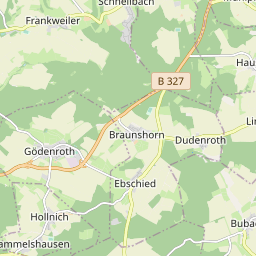 Schnellbach
Frankweiler
B 327
Braunshorn
Dudenroth
Gödenroth
Ebschied
Hollnich